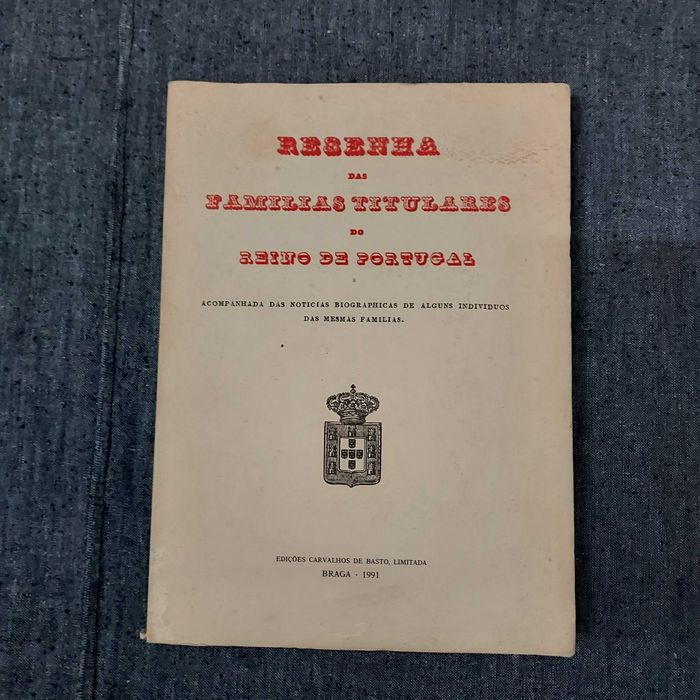 RESENHA
DAS
FAMILIAS TITULARES
DO
REINO DE PORTUGAL
ACOMPANHADA DAS NOTICIAS BIOGRAPHICAS DE ALGUNS INDIVIDUOS
DAS MESMAS FAMILIAS.
EDIÇÕES CARVALHOS DE BASTO, LIMITADA
BRAGA - 1991